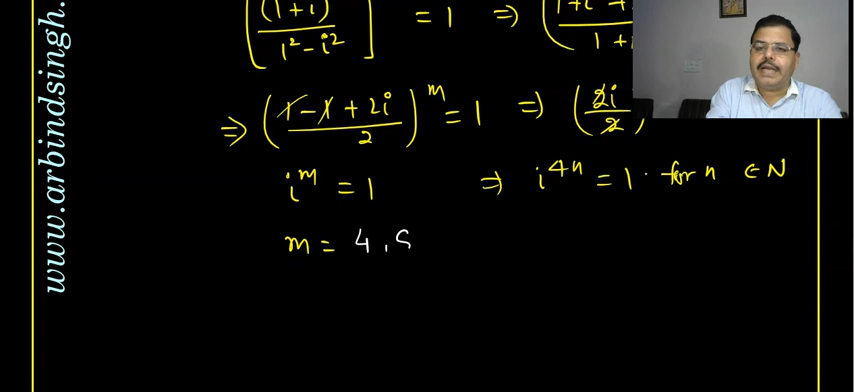 www.arbindsingh.
[(1+i)/(1²-i²)] = 1 ⇒ (1+i²+
⇒ (1-1+2i/2)^m = 1 ⇒ (2i/2)
i^m = 1 ⇒ i^4n = 1. for n ∈ N
m = 4,